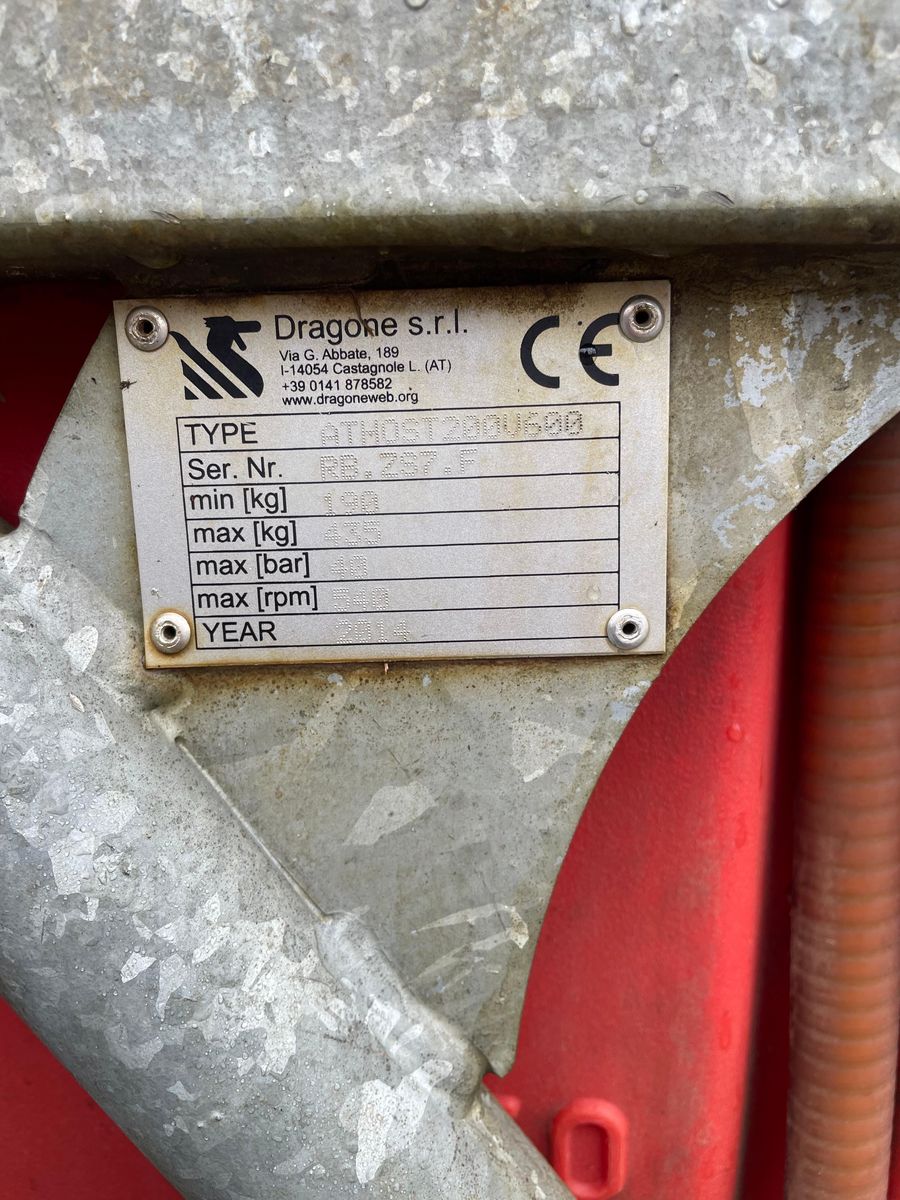 Dragone s.r.l.
Via G. Abbate, 189
I-14054 Castagnole L. (AT)
+39 0141 878582
www.dragoneweb.org
CE
TYPE ATHOST200V600
Ser. Nr. RB.Z37.F
min [kg] 190
max [kg] 435
max [bar] 40
max [rpm] 540
YEAR 2014